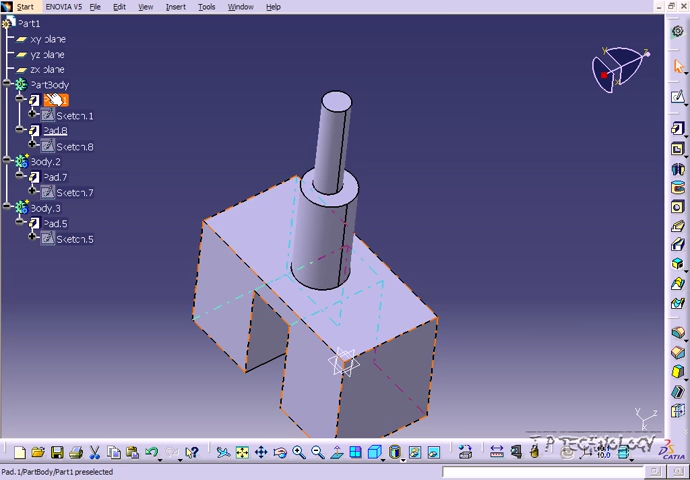 Start ENOVIA V5 File Edit View Insert Tools Window Help
Part1
xy plane
yz plane
zx plane
PartBody
Sketch.1
Pad.8
Sketch.8
Body.2
Pad.7
Sketch.7
Body.3
Pad.5
Sketch.5
TECHNOLOGY
CATIA
Pad.1/PartBody/Part1 preselected